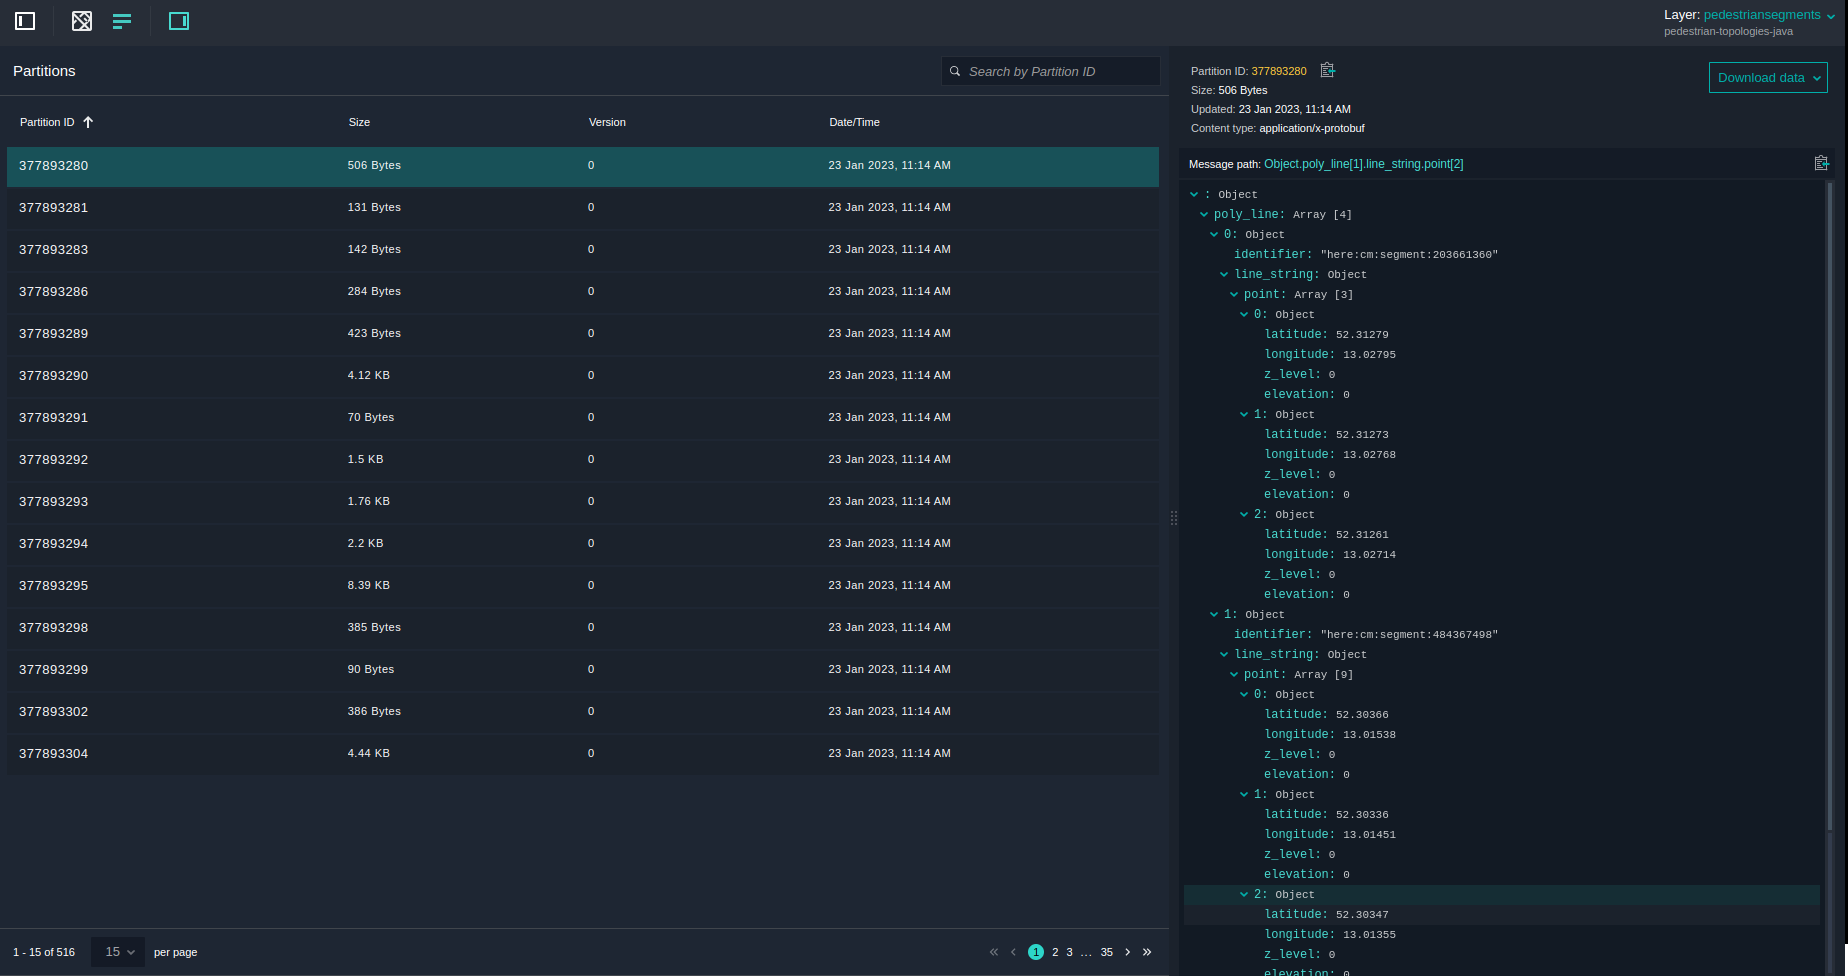 Layer: pedestriansegments
pedestrian-topologies-java
Partitions
Search by Partition ID
Partition ID Size Version Date/Time
377893280 506 Bytes 0 23 Jan 2023, 11:14 AM
377893281 131 Bytes 0 23 Jan 2023, 11:14 AM
377893283 142 Bytes 0 23 Jan 2023, 11:14 AM
377893286 284 Bytes 0 23 Jan 2023, 11:14 AM
377893289 423 Bytes 0 23 Jan 2023, 11:14 AM
377893290 4.12 KB 0 23 Jan 2023, 11:14 AM
377893291 70 Bytes 0 23 Jan 2023, 11:14 AM
377893292 1.5 KB 0 23 Jan 2023, 11:14 AM
377893293 1.76 KB 0 23 Jan 2023, 11:14 AM
377893294 2.2 KB 0 23 Jan 2023, 11:14 AM
377893295 8.39 KB 0 23 Jan 2023, 11:14 AM
377893298 385 Bytes 0 23 Jan 2023, 11:14 AM
377893299 90 Bytes 0 23 Jan 2023, 11:14 AM
377893302 386 Bytes 0 23 Jan 2023, 11:14 AM
377893304 4.44 KB 0 23 Jan 2023, 11:14 AM
1 - 15 of 516 15 per page « ‹ 1 2 3 ... 35 › »
Partition ID: 377893280
Size: 506 Bytes
Updated: 23 Jan 2023, 11:14 AM
Content type: application/x-protobuf
Download data
Message path: Object.poly_line[1].line_string.point[2]
: Object
poly_line: Array [4]
0: Object
identifier: "here:cm:segment:203661360"
line_string: Object
point: Array [3]
0: Object
latitude: 52.31279
longitude: 13.02795
z_level: 0
elevation: 0
1: Object
latitude: 52.31273
longitude: 13.02768
z_level: 0
elevation: 0
2: Object
latitude: 52.31261
longitude: 13.02714
z_level: 0
elevation: 0
1: Object
identifier: "here:cm:segment:484367498"
line_string: Object
point: Array [9]
0: Object
latitude: 52.30366
longitude: 13.01538
z_level: 0
elevation: 0
1: Object
latitude: 52.30336
longitude: 13.01451
z_level: 0
elevation: 0
2: Object
latitude: 52.30347
longitude: 13.01355
z_level: 0
elevation: 0